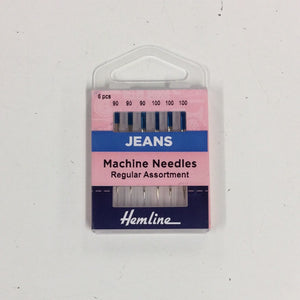 6 pcs
90 90 90 100 100 100
JEANS
Machine Needles
Regular Assortment
Hemline